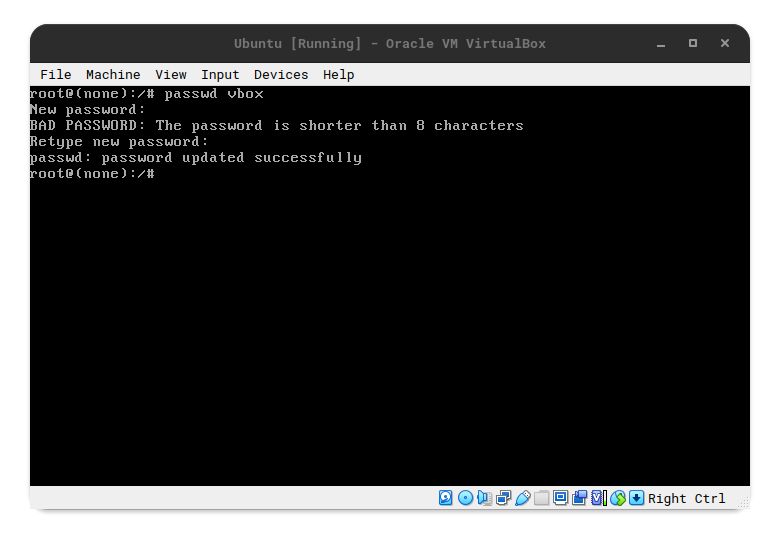 Ubuntu [Running] - Oracle VM VirtualBox
File Machine View Input Devices Help
root@(none):/# passwd vbox
New password:
BAD PASSWORD: The password is shorter than 8 characters
Retype new password:
passwd: password updated successfully
root@(none):/#
Right Ctrl